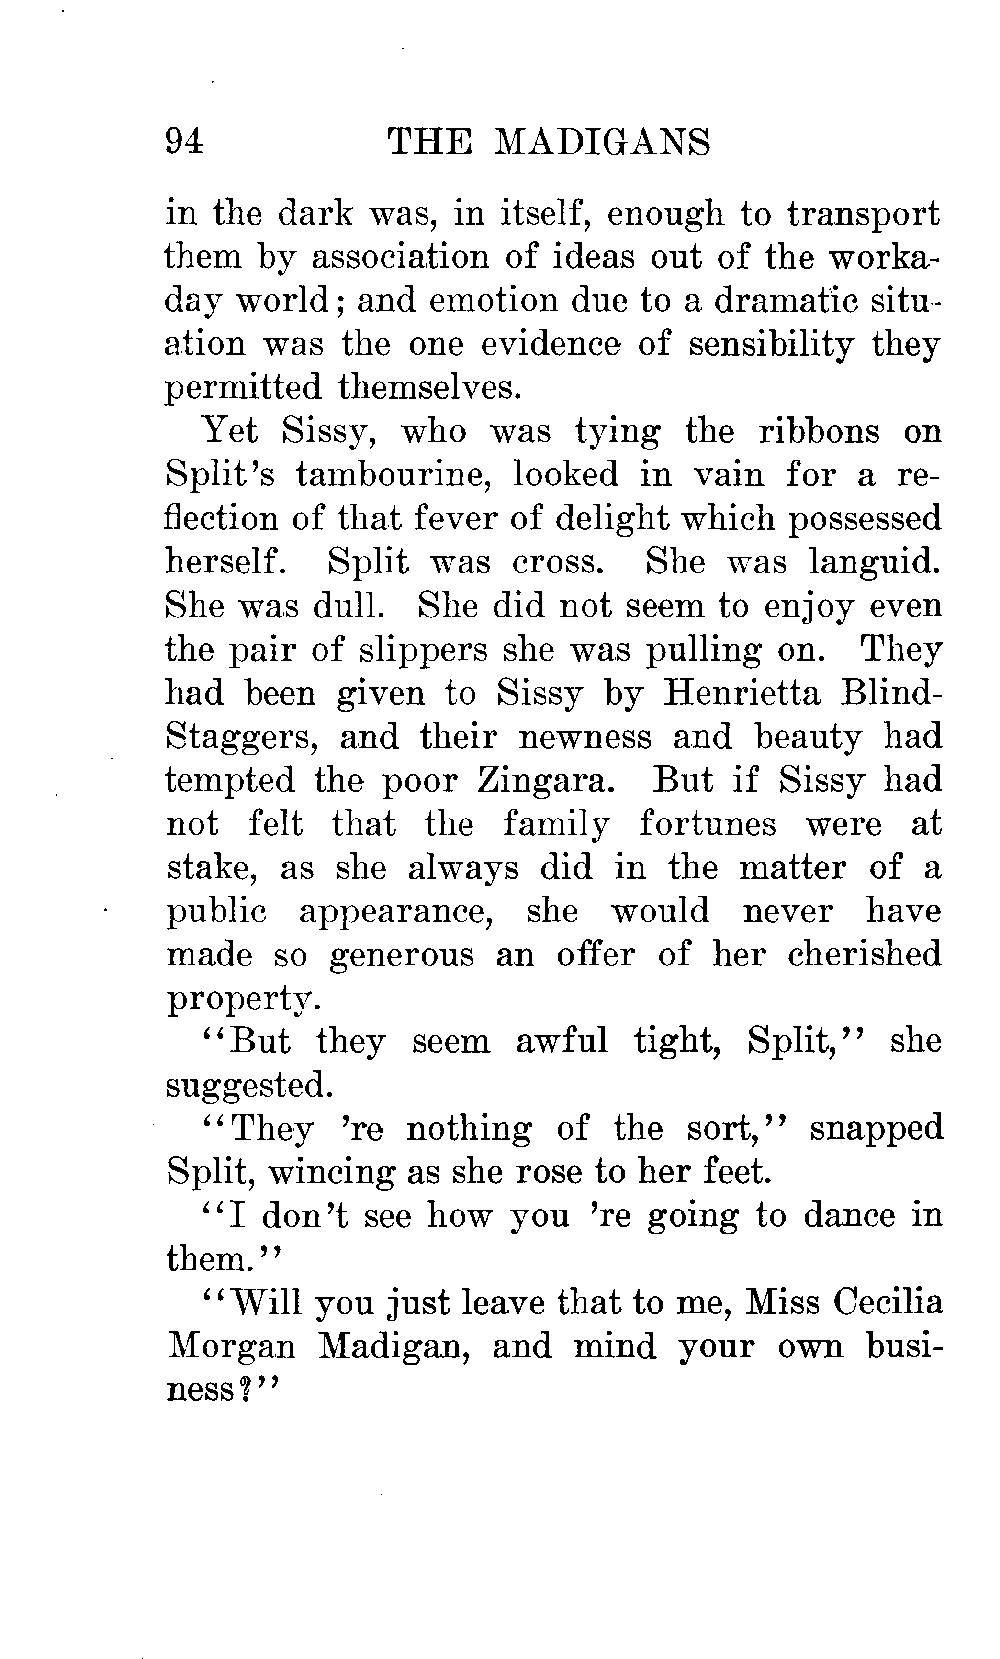 94 THE MADIGANS
in the dark was, in itself, enough to transport
them by association of ideas out of the worka-
day world; and emotion due to a dramatic situ-
ation was the one evidence of sensibility they
permitted themselves.
Yet Sissy, who was tying the ribbons on
Split's tambourine, looked in vain for a re-
flection of that fever of delight which possessed
herself. Split was cross. She was languid.
She was dull. She did not seem to enjoy even
the pair of slippers she was pulling on. They
had been given to Sissy by Henrietta Blind-
Staggers, and their newness and beauty had
tempted the poor Zingara. But if Sissy had
not felt that the family fortunes were at
stake, as she always did in the matter of a
public appearance, she would never have
made so generous an offer of her cherished
property.
"But they seem awful tight, Split," she
suggested.
"They 're nothing of the sort," snapped
Split, wincing as she rose to her feet.
"I don't see how you 're going to dance in
them."
"Will you just leave that to me, Miss Cecilia
Morgan Madigan, and mind your own busi-
ness?"